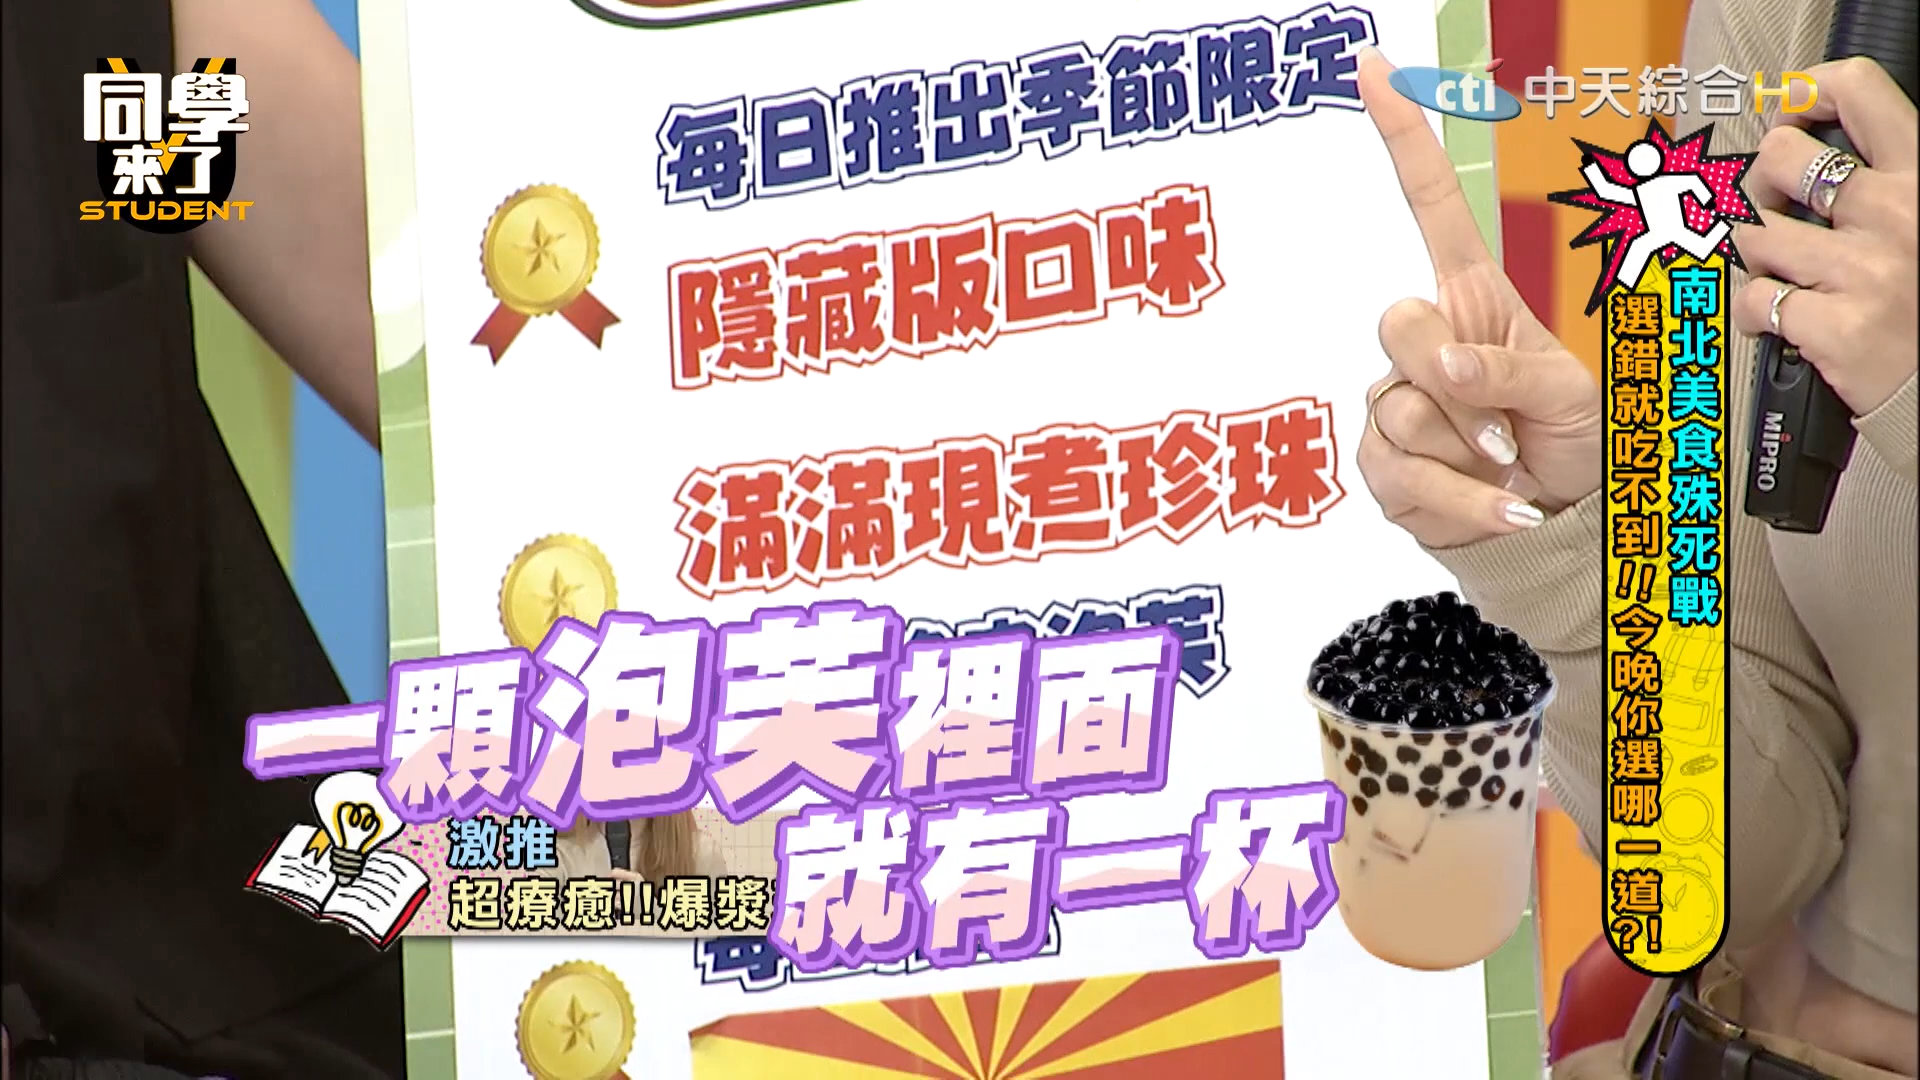 同學
來了
STUDENT
cti 中天綜合HD
每日推出季節限定
隱藏版口味
滿滿現煮珍珠
泡芙
一顆泡芙裡面
就有一杯
激推
超療癒!!爆漿
每
南北美食殊死戰
選錯就吃不到!!今晚你選哪一道?!
MIPRO